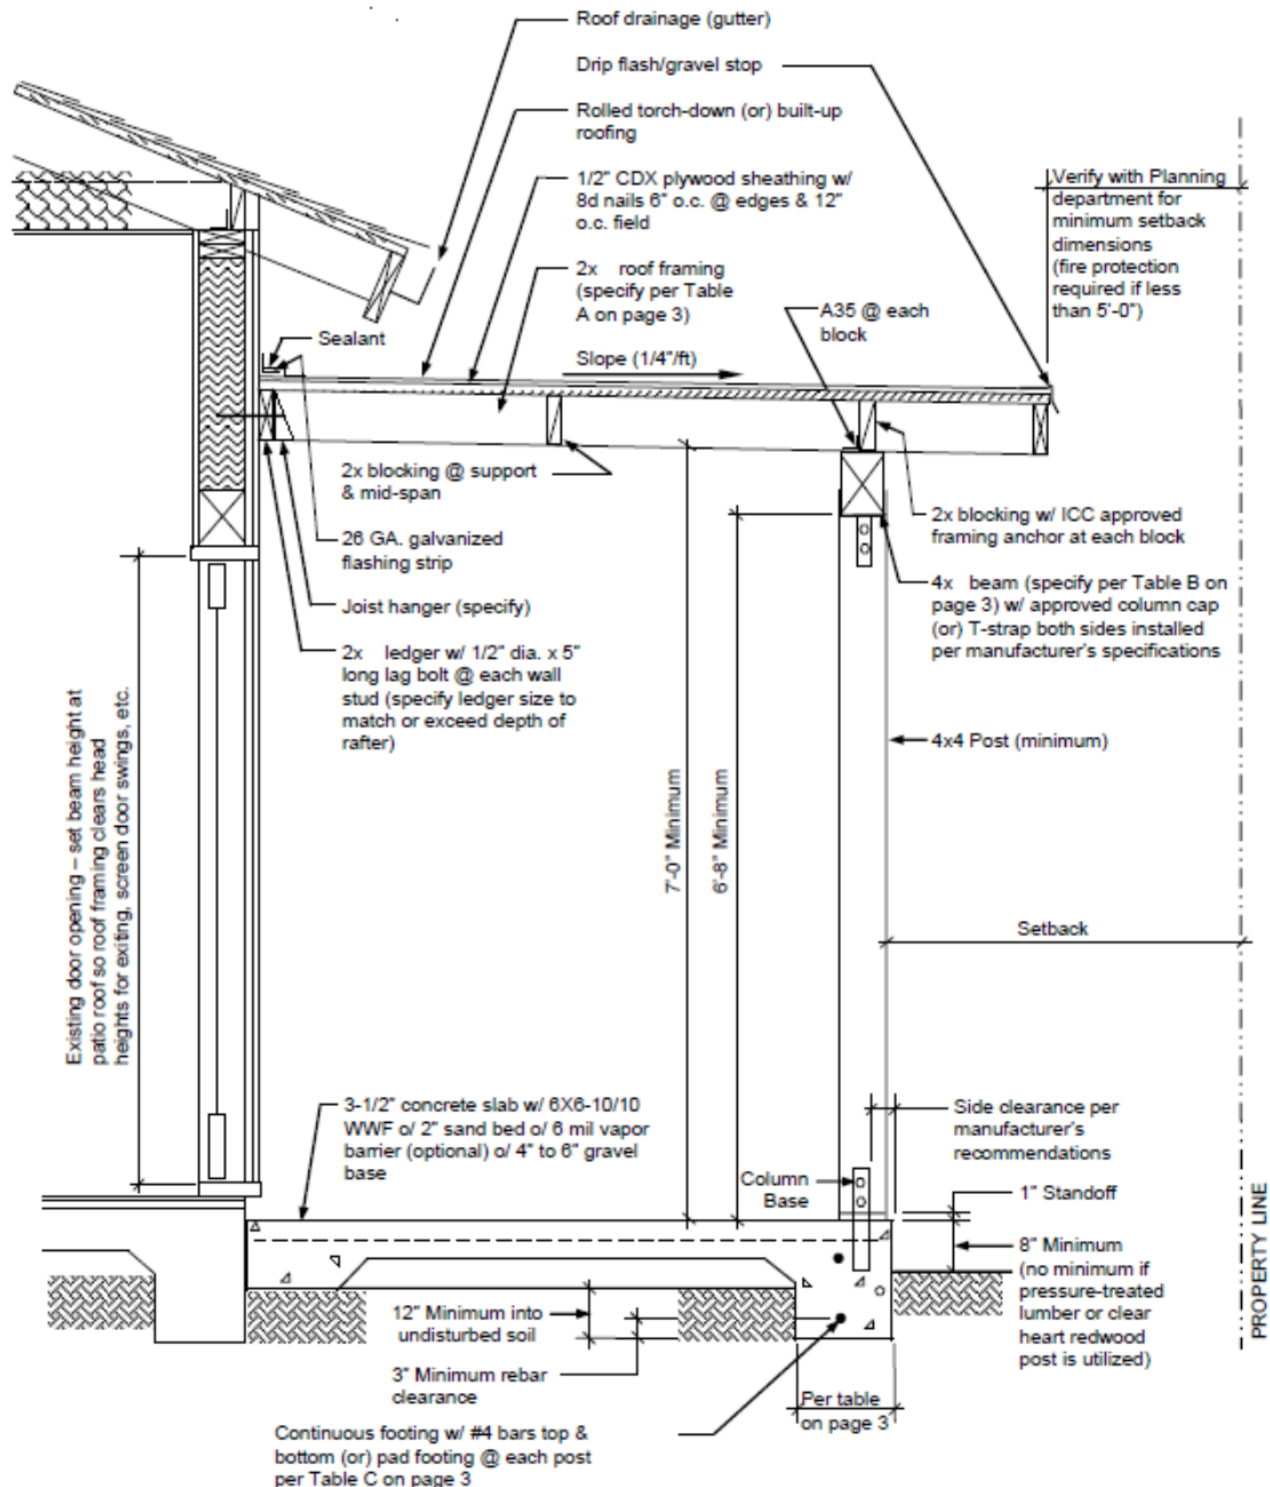 Roof drainage (gutter)
Drip flash/gravel stop
Rolled torch-down (or) built-up
roofing
1/2" CDX plywood sheathing w/
8d nails 6" o.c. @ edges & 12"
o.c. field
2x roof framing
(specify per Table
A on page 3)
Slope (1/4"/ft)
A35 @ each
block
Verify with Planning
department for
minimum setback
dimensions
(fire protection
required if less
than 5'-0")
Sealant
2x blocking @ support
& mid-span
26 GA. galvanized
flashing strip
Joist hanger (specify)
2x ledger w/ 1/2" dia. x 5"
long lag bolt @ each wall
stud (specify ledger size to
match or exceed depth of
rafter)
2x blocking w/ ICC approved
framing anchor at each block
4x beam (specify per Table B on
page 3) w/ approved column cap
(or) T-strap both sides installed
per manufacturer's specifications
4x4 Post (minimum)
Existing door opening – set beam height at
patio roof so roof framing clears head
heights for exiting, screen door swings, etc.
7'-0" Minimum
6'-8" Minimum
Setback
3-1/2" concrete slab w/ 6X6-10/10
WWF o/ 2" sand bed o/ 6 mil vapor
barrier (optional) o/ 4" to 6" gravel
base
Column
Base
Side clearance per
manufacturer's
recommendations
1" Standoff
8" Minimum
(no minimum if
pressure-treated
lumber or clear
heart redwood
post is utilized)
PROPERTY LINE
12" Minimum into
undisturbed soil
3" Minimum rebar
clearance
Per table
on page 3
Continuous footing w/ #4 bars top &
bottom (or) pad footing @ each post
per Table C on page 3